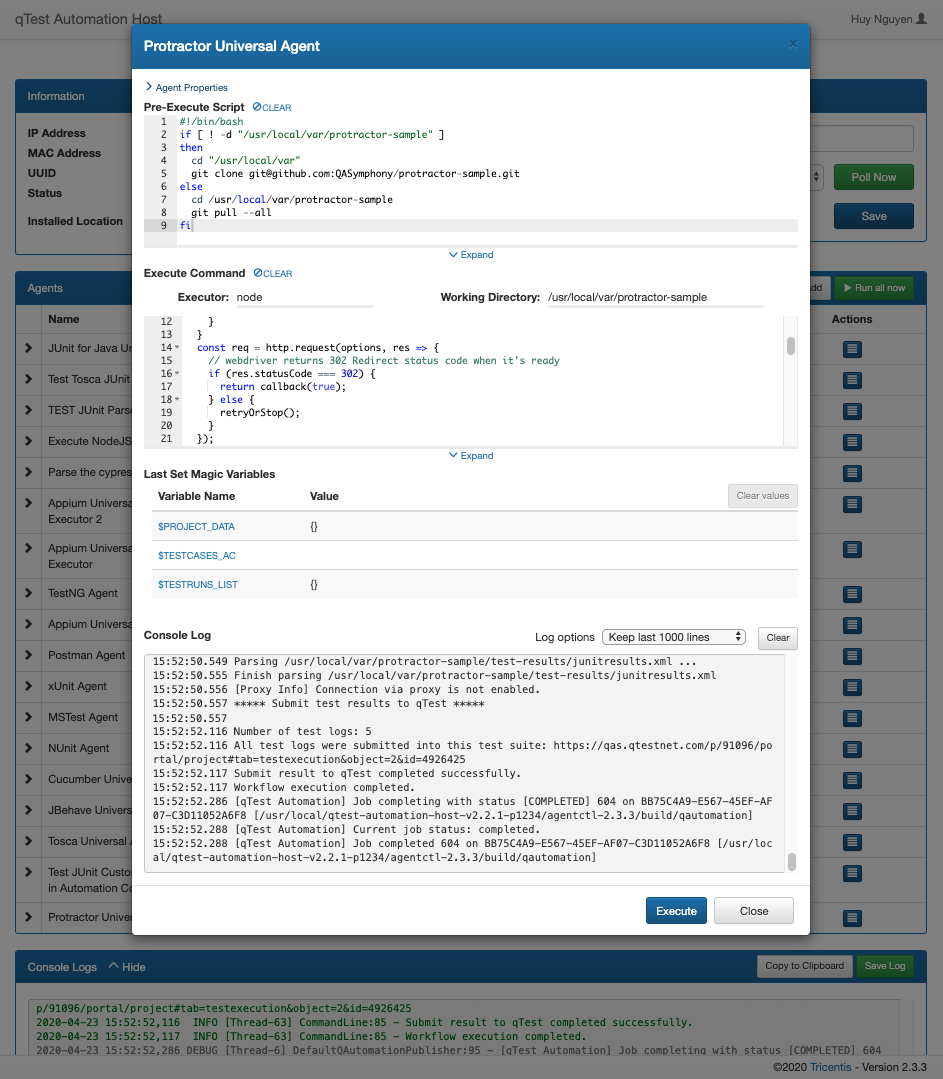 qTest Automation Host
Huy Nguyen
Protractor Universal Agent
×
Agent Properties
Pre-Execute Script CLEAR
1 #!/bin/bash
2 if [ ! -d "/usr/local/var/protractor-sample" ]
3 then
4 cd "/usr/local/var"
5 git clone git@github.com:QASymphony/protractor-sample.git
6 else
7 cd /usr/local/var/protractor-sample
8 git pull --all
9 fi
Expand
Execute Command CLEAR
Executor: node Working Directory: /usr/local/var/protractor-sample
12 }
13 }
14 const req = http.request(options, res => {
15 // webdriver returns 302 Redirect status code when it's ready
16 if (res.statusCode === 302) {
17 return callback(true);
18 } else {
19 retryOrStop();
20 }
21 });
Expand
Last Set Magic Variables
Variable Name Value Clear values
$PROJECT_DATA {}
$TESTCASES_AC
$TESTRUNS_LIST {}
Console Log Log options Keep last 1000 lines Clear
15:52:50.549 Parsing /usr/local/var/protractor-sample/test-results/junitresults.xml ...
15:52:50.555 Finish parsing /usr/local/var/protractor-sample/test-results/junitresults.xml
15:52:50.556 [Proxy Info] Connection via proxy is not enabled.
15:52:50.557 ***** Submit test results to qTest *****
15:52:50.557
15:52:52.116 Number of test logs: 5
15:52:52.116 All test logs were submitted into this test suite: https://qas.qtestnet.com/p/91096/po
rtal/project#tab=testexecution&object=2&id=4926425
15:52:52.117 Submit result to qTest completed successfully.
15:52:52.117 Workflow execution completed.
15:52:52.286 [qTest Automation] Job completing with status [COMPLETED] 604 on BB75C4A9-E567-45EF-AF
07-C3D11052A6F8 [/usr/local/qtest-automation-host-v2.2.1-p1234/agentctl-2.3.3/build/qautomation]
15:52:52.288 [qTest Automation] Current job status: completed.
15:52:52.288 [qTest Automation] Job completed 604 on BB75C4A9-E567-45EF-AF07-C3D11052A6F8 [/usr/loc
al/qtest-automation-host-v2.2.1-p1234/agentctl-2.3.3/build/qautomation]
Execute Close
Information
IP Address
MAC Address
UUID
Status
Installed Location
Poll Now
Save
Agents
Run all now
Name Actions
JUnit for Java
Test Tosca JUnit
TEST JUnit
Execute NodeJS
Parse the cypres
Appium Universa
Executor 2
Appium Universa
Executor
TestNG Agent
Appium Universa
Postman Agent
xUnit Agent
MSTest Agent
NUnit Agent
Cucumber Unive
JBehave Univers
Tosca Universal
Test JUnit Custo
in Automation
Protractor Univer
Console Logs Hide Copy to Clipboard Save Log
p/91096/portal/project#tab=testexecution&object=2&id=4926425
2020-04-23 15:52:52,116 INFO [Thread-63] CommandLine:85 - Submit result to qTest completed successfully.
2020-04-23 15:52:52,117 INFO [Thread-63] CommandLine:85 - Workflow execution completed.
2020-04-23 15:52:52,286 DEBUG [Thread-6] DefaultQAutomationPublisher:95 - [qTest Automation] Job completing with status [COMPLETED] 604
©2020 Tricentis - Version 2.3.3